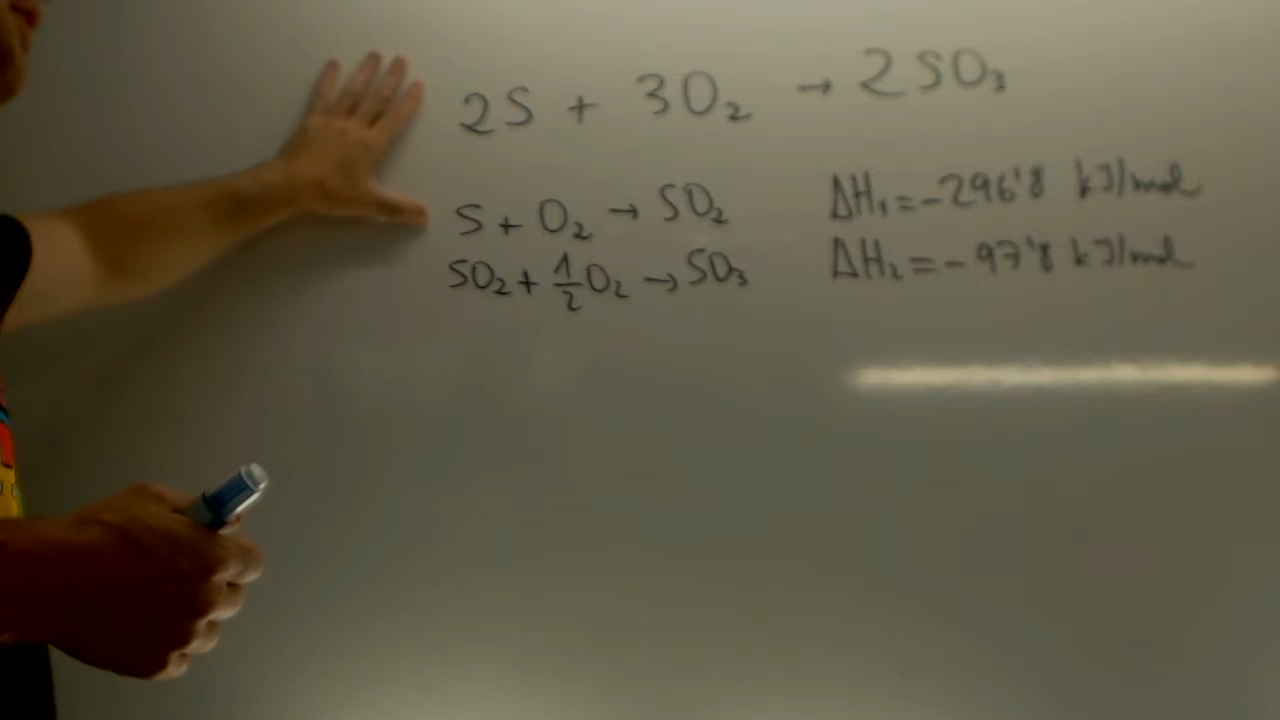 2S + 3O₂ → 2SO₃
S + O₂ → SO₂ ΔH₁ = -296'8 kJ/mol
SO₂ + 1/2 O₂ → SO₃ ΔH₂ = -97'8 kJ/mol